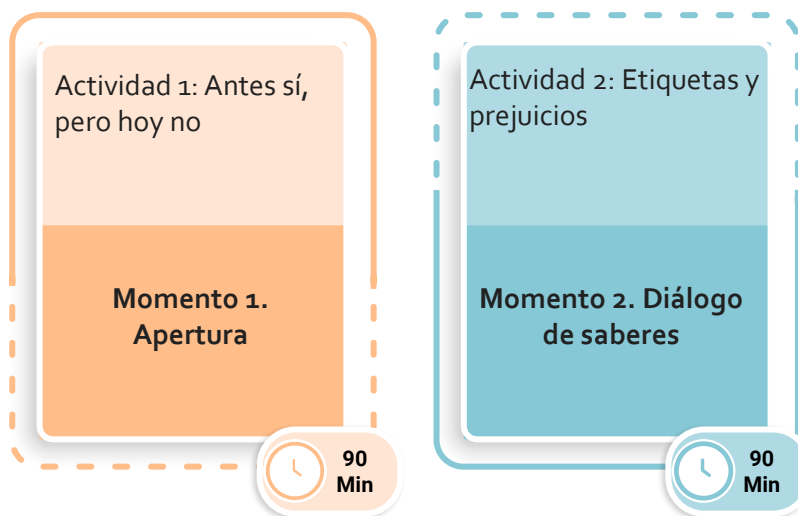 Actividad 1: Antes sí,
pero hoy no
Momento 1.
Apertura
90
Min
Actividad 2: Etiquetas y
prejuicios
Momento 2. Diálogo
de saberes
90
Min